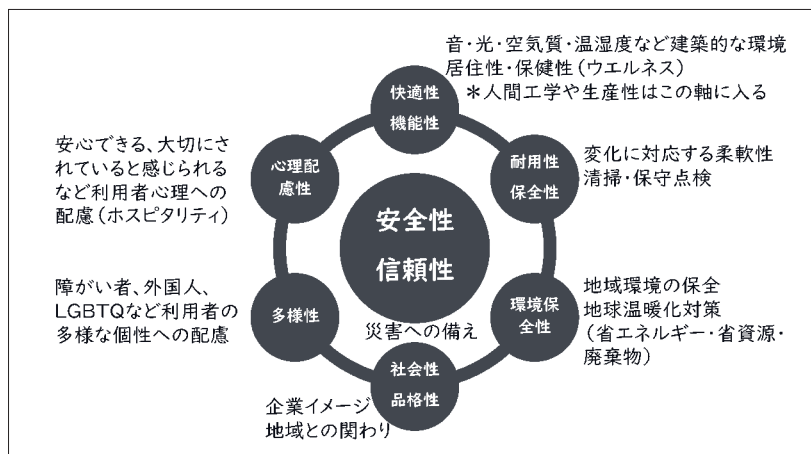 音・光・空気質・温湿度など建築的な環境
居住性・保健性(ウエルネス)
*人間工学や生産性はこの軸に入る
快適性
機能性
安心できる、大切にさ
れていると感じられる
など利用者心理への
配慮(ホスピタリティ)
心理配
慮性
耐用性
保全性
変化に対応する柔軟性
清掃・保守点検
安全性
信頼性
障がい者、外国人、
LGBTQなど利用者の
多様な個性への配慮
多様性
災害への備え
環境保
全性
地域環境の保全
地球温暖化対策
(省エネルギー・省資源・
廃棄物)
社会性
品格性
企業イメージ
地域との関わり